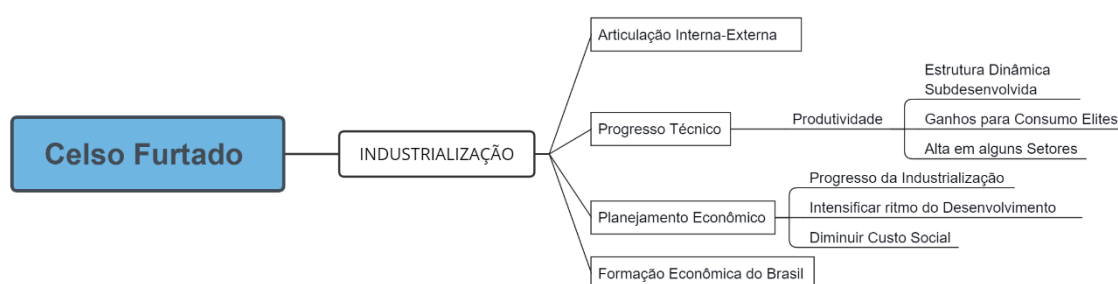 Celso Furtado
INDUSTRIALIZAÇÃO
Articulação Interna-Externa
Progresso Técnico
Produtividade
Estrutura Dinâmica
Subdesenvolvida
Ganhos para Consumo Elites
Alta em alguns Setores
Planejamento Econômico
Progresso da Industrialização
Intensificar ritmo do Desenvolvimento
Diminuir Custo Social
Formação Econômica do Brasil